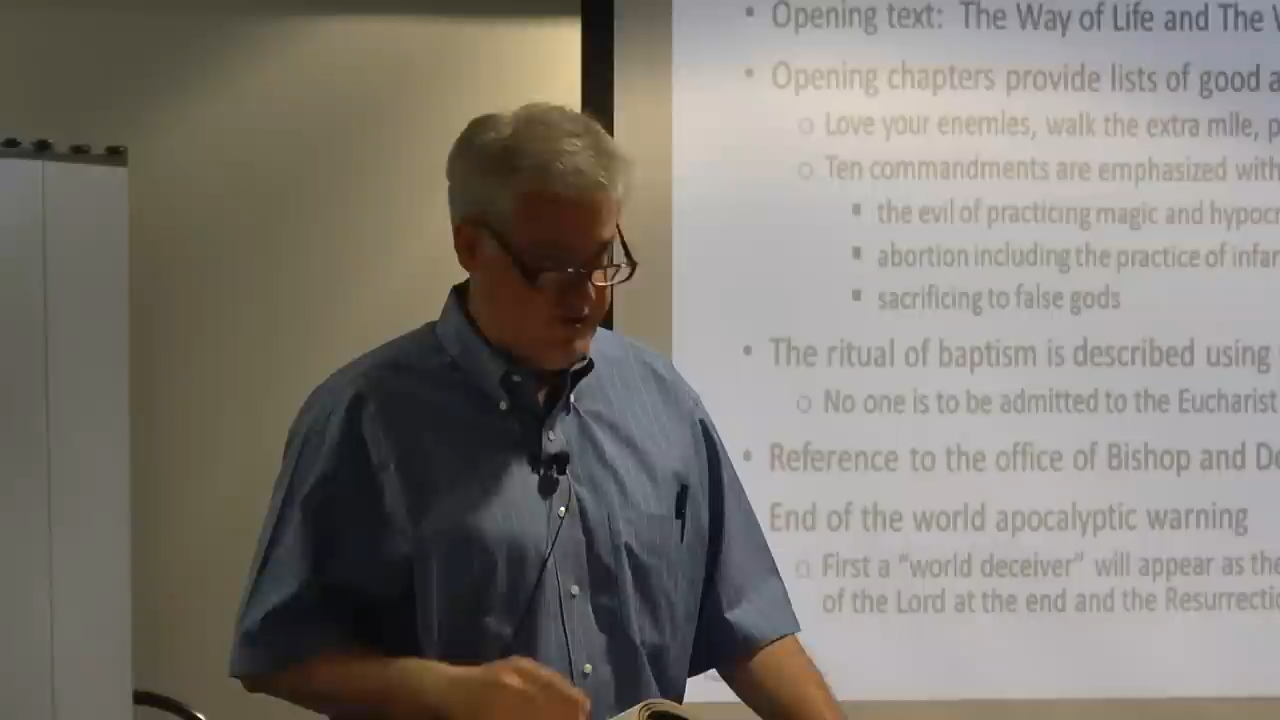 • Opening text: The Way of Life and The
• Opening chapters provide lists of good
o Love your enemies, walk the extra mile,
o Ten commandments are emphasized with
▪ the evil of practicing magic and
▪ abortion including the practice of
▪ sacrificing to false gods
• The ritual of baptism is described using
o No one is to be admitted to the Eucharist
• Reference to the office of Bishop and
End of the world apocalyptic warning
o First a “world deceiver” will appear as the
of the Lord at the end and the